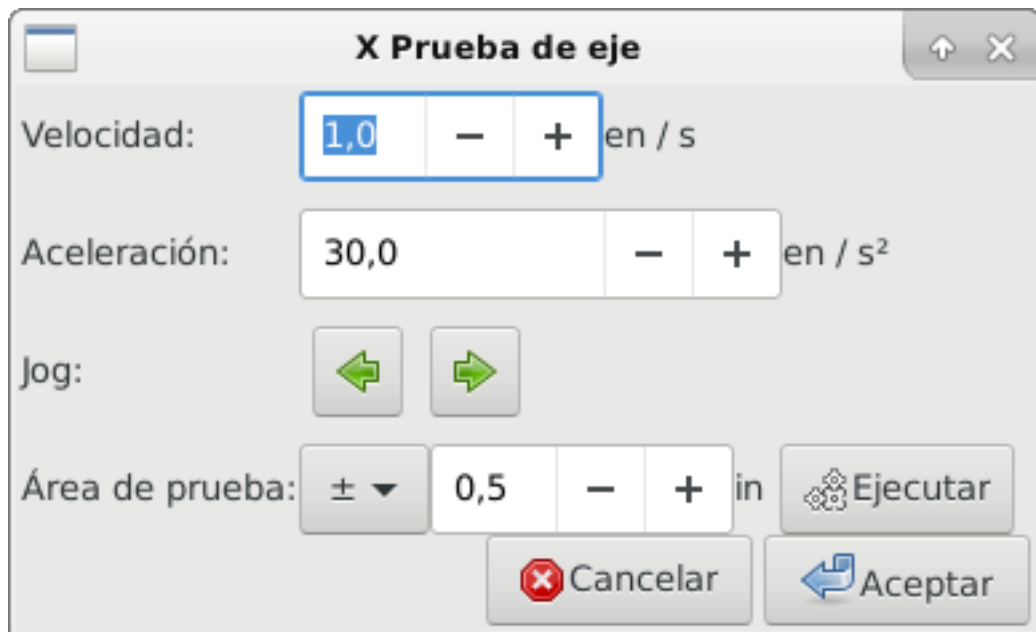 X Prueba de eje
Velocidad: 1,0 − + en / s
Aceleración: 30,0 − + en / s²
Jog:
Área de prueba: ± 0,5 − + in Ejecutar
Cancelar Aceptar